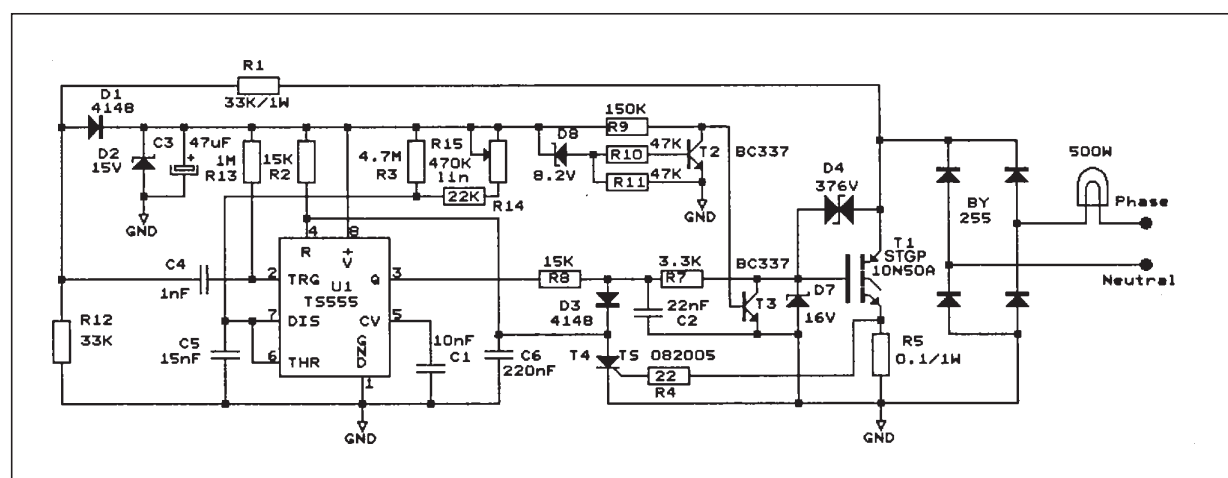 R1
33K/1W
D1
4148
D2
15V
C3
47uF
+
1M
R13
15K
R2
4.7M
R3
R15
470K
lin
22K
R14
D8
8.2V
150K
R9
R10
47K
R11
47K
T2
BC337
D4
376V
500W
Phase
Neutral
BY
255
GND
GND
4
R
8
+V
C4
1nF
2
TRG
Q
3
U1
TS555
7
DIS
CV
5
6
THR
GND
1
R12
33K
C5
15nF
10nF
C1
C6
220nF
15K
R8
3.3K
R7
D3
4148
22nF
C2
BC337
T3
D7
16V
T1
STGP
10N50A
T4
TS
082005
22
R4
R5
0.1/1W
GND
GND